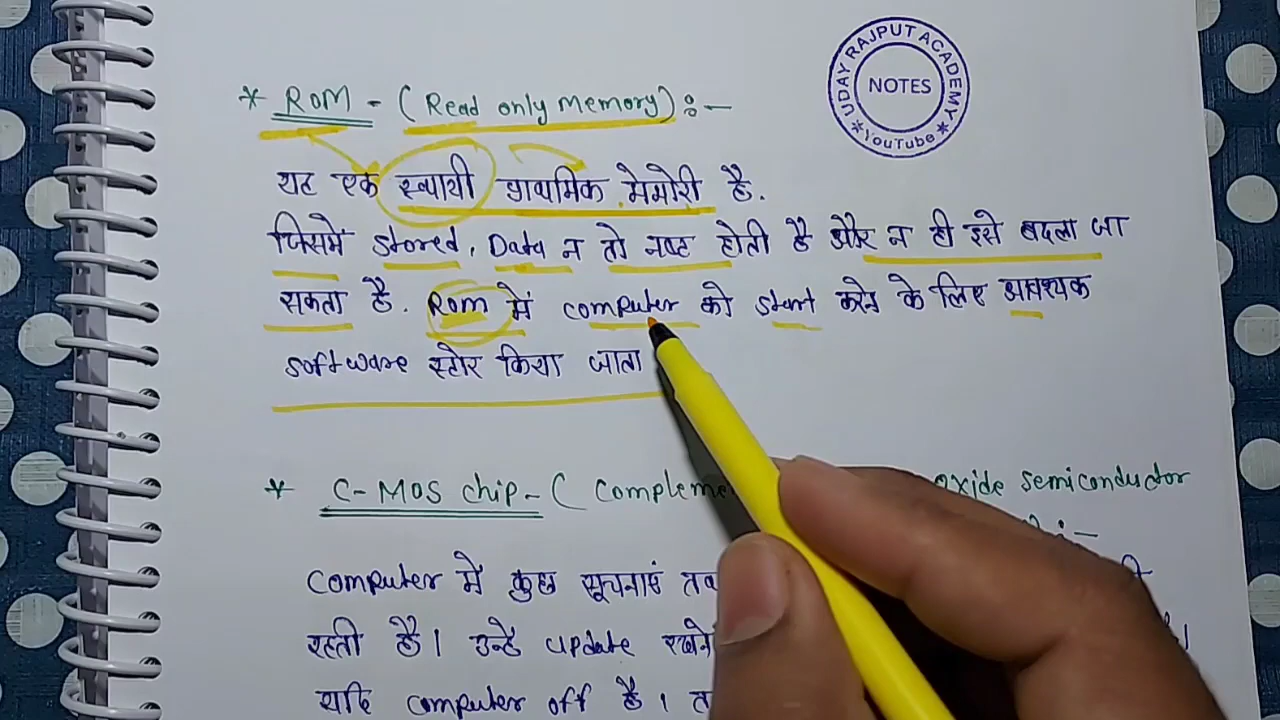 UDAY RAJPUT ACADEMY
NOTES
YouTube
* ROM - ( Read only memory) :-
यह एक स्थायी प्राथमिक मेमोरी है.
जिसमें stored, Data न तो नष्ट होती है और न ही इसे बदला जा
सकता है. Rom में computer को start करने के लिए आवश्यक
software स्टोर किया जाता
* C-MOS chip - ( Compleme oxide semiconductor
computer में कुछ सूचनाएं
रहती है। उन्हें update रखने
यदि computer off है।